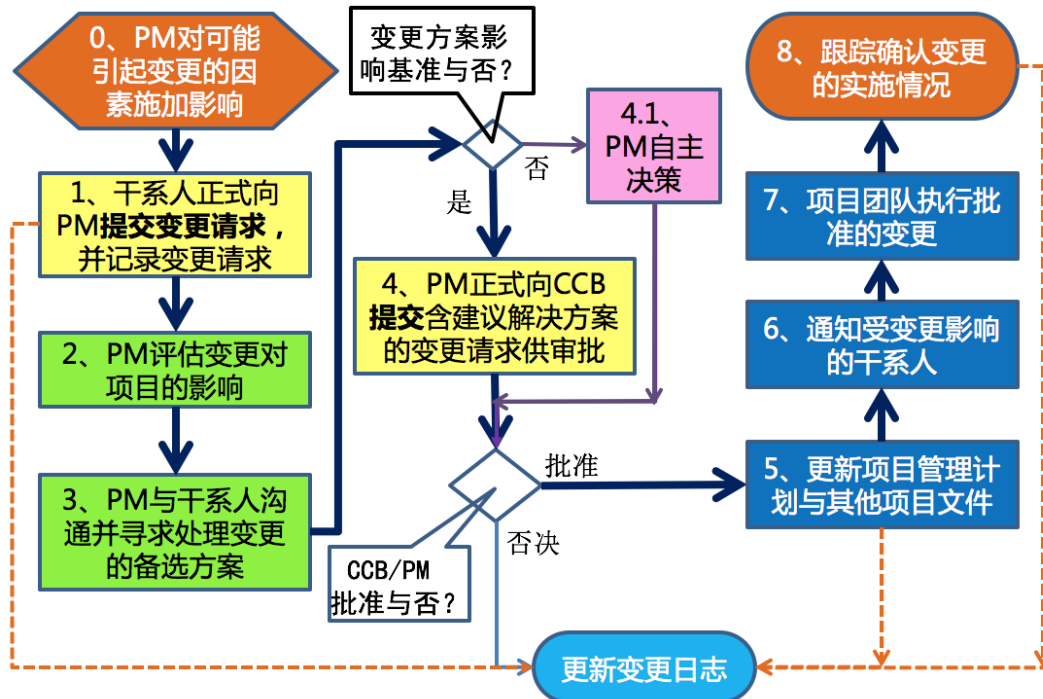 0、PM对可能
引起变更的因
素施加影响
1、干系人正式向
PM提交变更请求，
并记录变更请求
2、PM评估变更对
项目的影响
3、PM与干系人沟
通并寻求处理变更
的备选方案
变更方案影
响基准与否？
否
是
4.1、
PM自主
决策
4、PM正式向CCB
提交含建议解决方案
的变更请求供审批
批准
否决
CCB/PM
批准与否？
5、更新项目管理计
划与其他项目文件
6、通知受变更影响
的干系人
7、项目团队执行批
准的变更
8、跟踪确认变更
的实施情况
更新变更日志